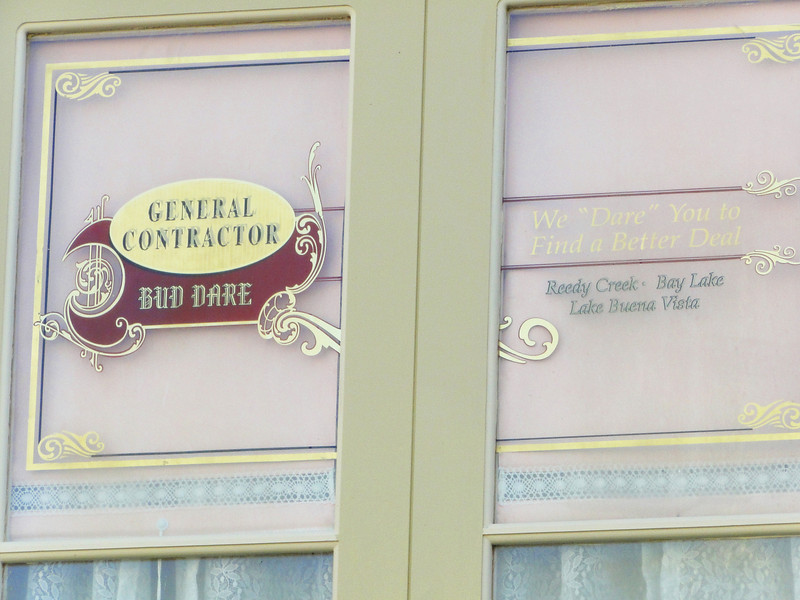 GENERAL
CONTRACTOR
BUD DARE
We "Dare" You to
Find a Better Deal
Reedy Creek · Bay Lake
Lake Buena Vista